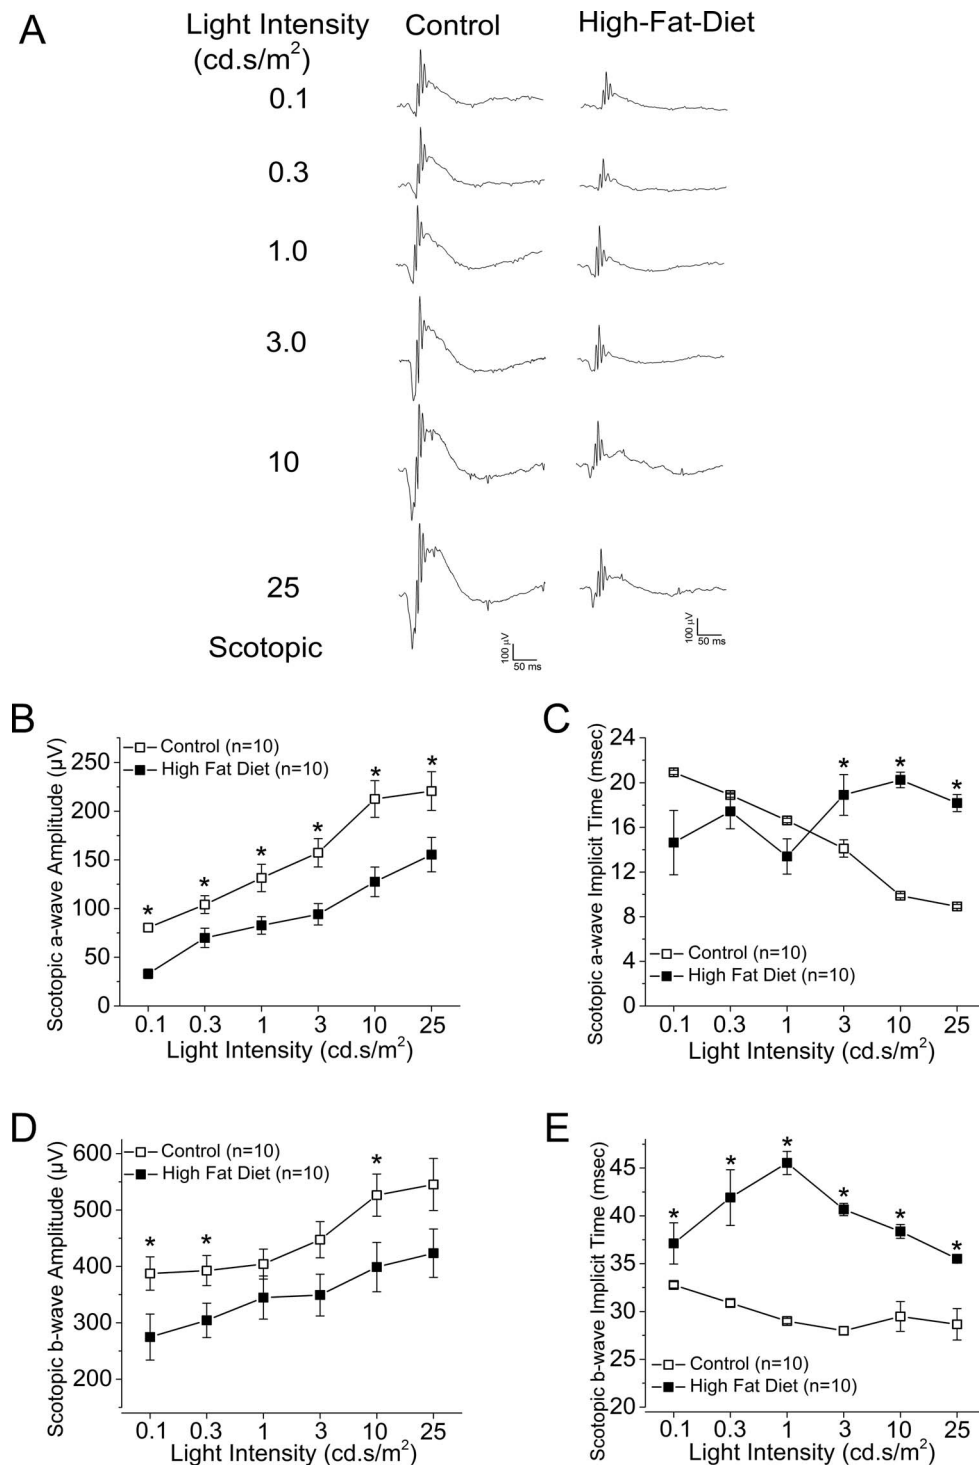 A
Light Intensity
(cd.s/m²)
Control
High-Fat-Diet
0.1
0.3
1.0
3.0
10
25
Scotopic
100 µV
50 ms
100 µV
50 ms
B
Scotopic a-wave Amplitude (µV)
250
200
150
100
50
0
Control (n=10)
High Fat Diet (n=10)
* * * * * *
0.1 0.3 1 3 10 25
Light Intensity (cd.s/m²)
C
Scotopic a-wave Implicit Time (msec)
24
20
16
12
8
4
0
* * *
Control (n=10)
High Fat Diet (n=10)
0.1 0.3 1 3 10 25
Light Intensity (cd.s/m²)
D
Scotopic b-wave Amplitude (µV)
600
500
400
300
200
Control (n=10)
High Fat Diet (n=10)
* * *
0.1 0.3 1 3 10 25
Light Intensity (cd.s/m²)
E
Scotopic b-wave Implicit Time (msec)
45
40
35
30
25
20
* * * * * *
Control (n=10)
High Fat Diet (n=10)
0.1 0.3 1 3 10 25
Light Intensity (cd.s/m²)